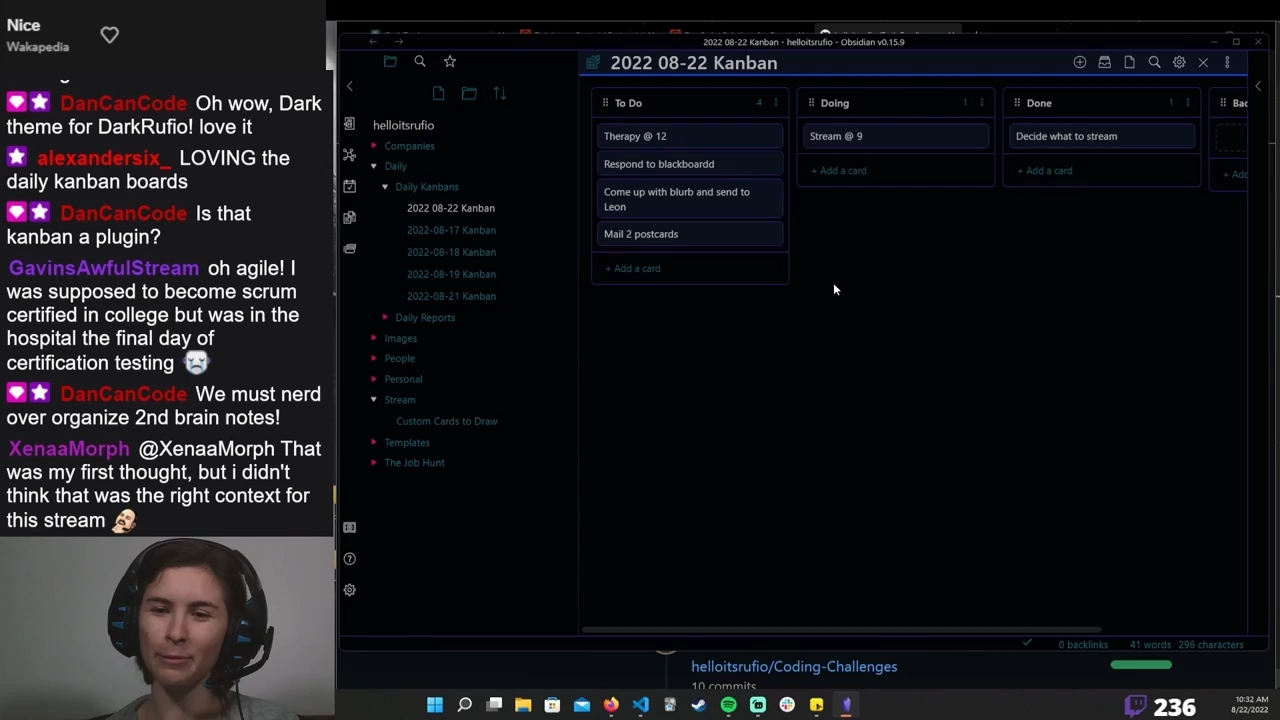 Nice
Wakapedia
DanCanCode Oh wow, Dark
theme for DarkRufio! love it
alexandersix_ LOVING the
daily kanban boards
DanCanCode Is that
kanban a plugin?
GavinsAwfulStream oh agile! I
was supposed to become scrum
certified in college but was in the
hospital the final day of
certification testing
DanCanCode We must nerd
over organize 2nd brain notes!
XenaaMorph @XenaaMorph That
was my first thought, but i didn't
think that was the right context for
this stream
2022 08-22 Kanban - helloitsrufio - Obsidian v0.15.9
helloitsrufio
Companies
Daily
Daily Kanbans
2022 08-22 Kanban
2022-08-17 Kanban
2022-08-18 Kanban
2022-08-19 Kanban
2022-08-21 Kanban
Daily Reports
Images
People
Personal
Stream
Custom Cards to Draw
Templates
The Job Hunt
2022 08-22 Kanban
To Do 4
Therapy @ 12
Respond to blackboardd
Come up with blurb and send to
Leon
Mail 2 postcards
+ Add a card
Doing 1
Stream @ 9
+ Add a card
Done 1
Decide what to stream
+ Add a card
Bac
+ Add
0 backlinks 41 words 296 characters
helloitsrufio/Coding-Challenges
10 commits
10:32 AM
8/22/2022
236